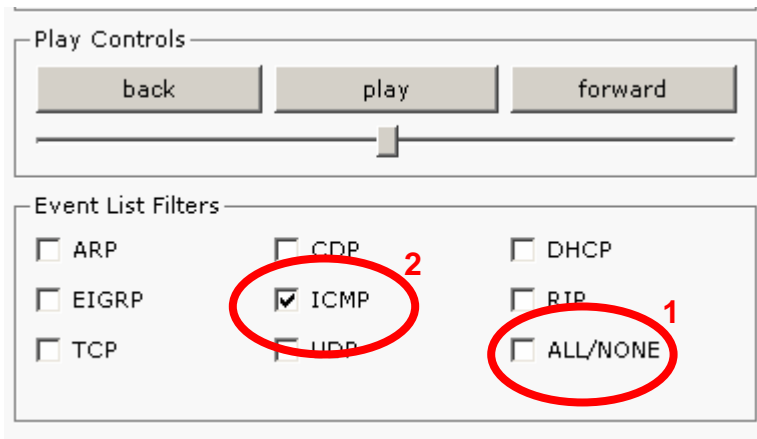 Play Controls
back play forward
Event List Filters
ARP CDP DHCP
2
EIGRP ICMP RIP
1
TCP UDP ALL/NONE